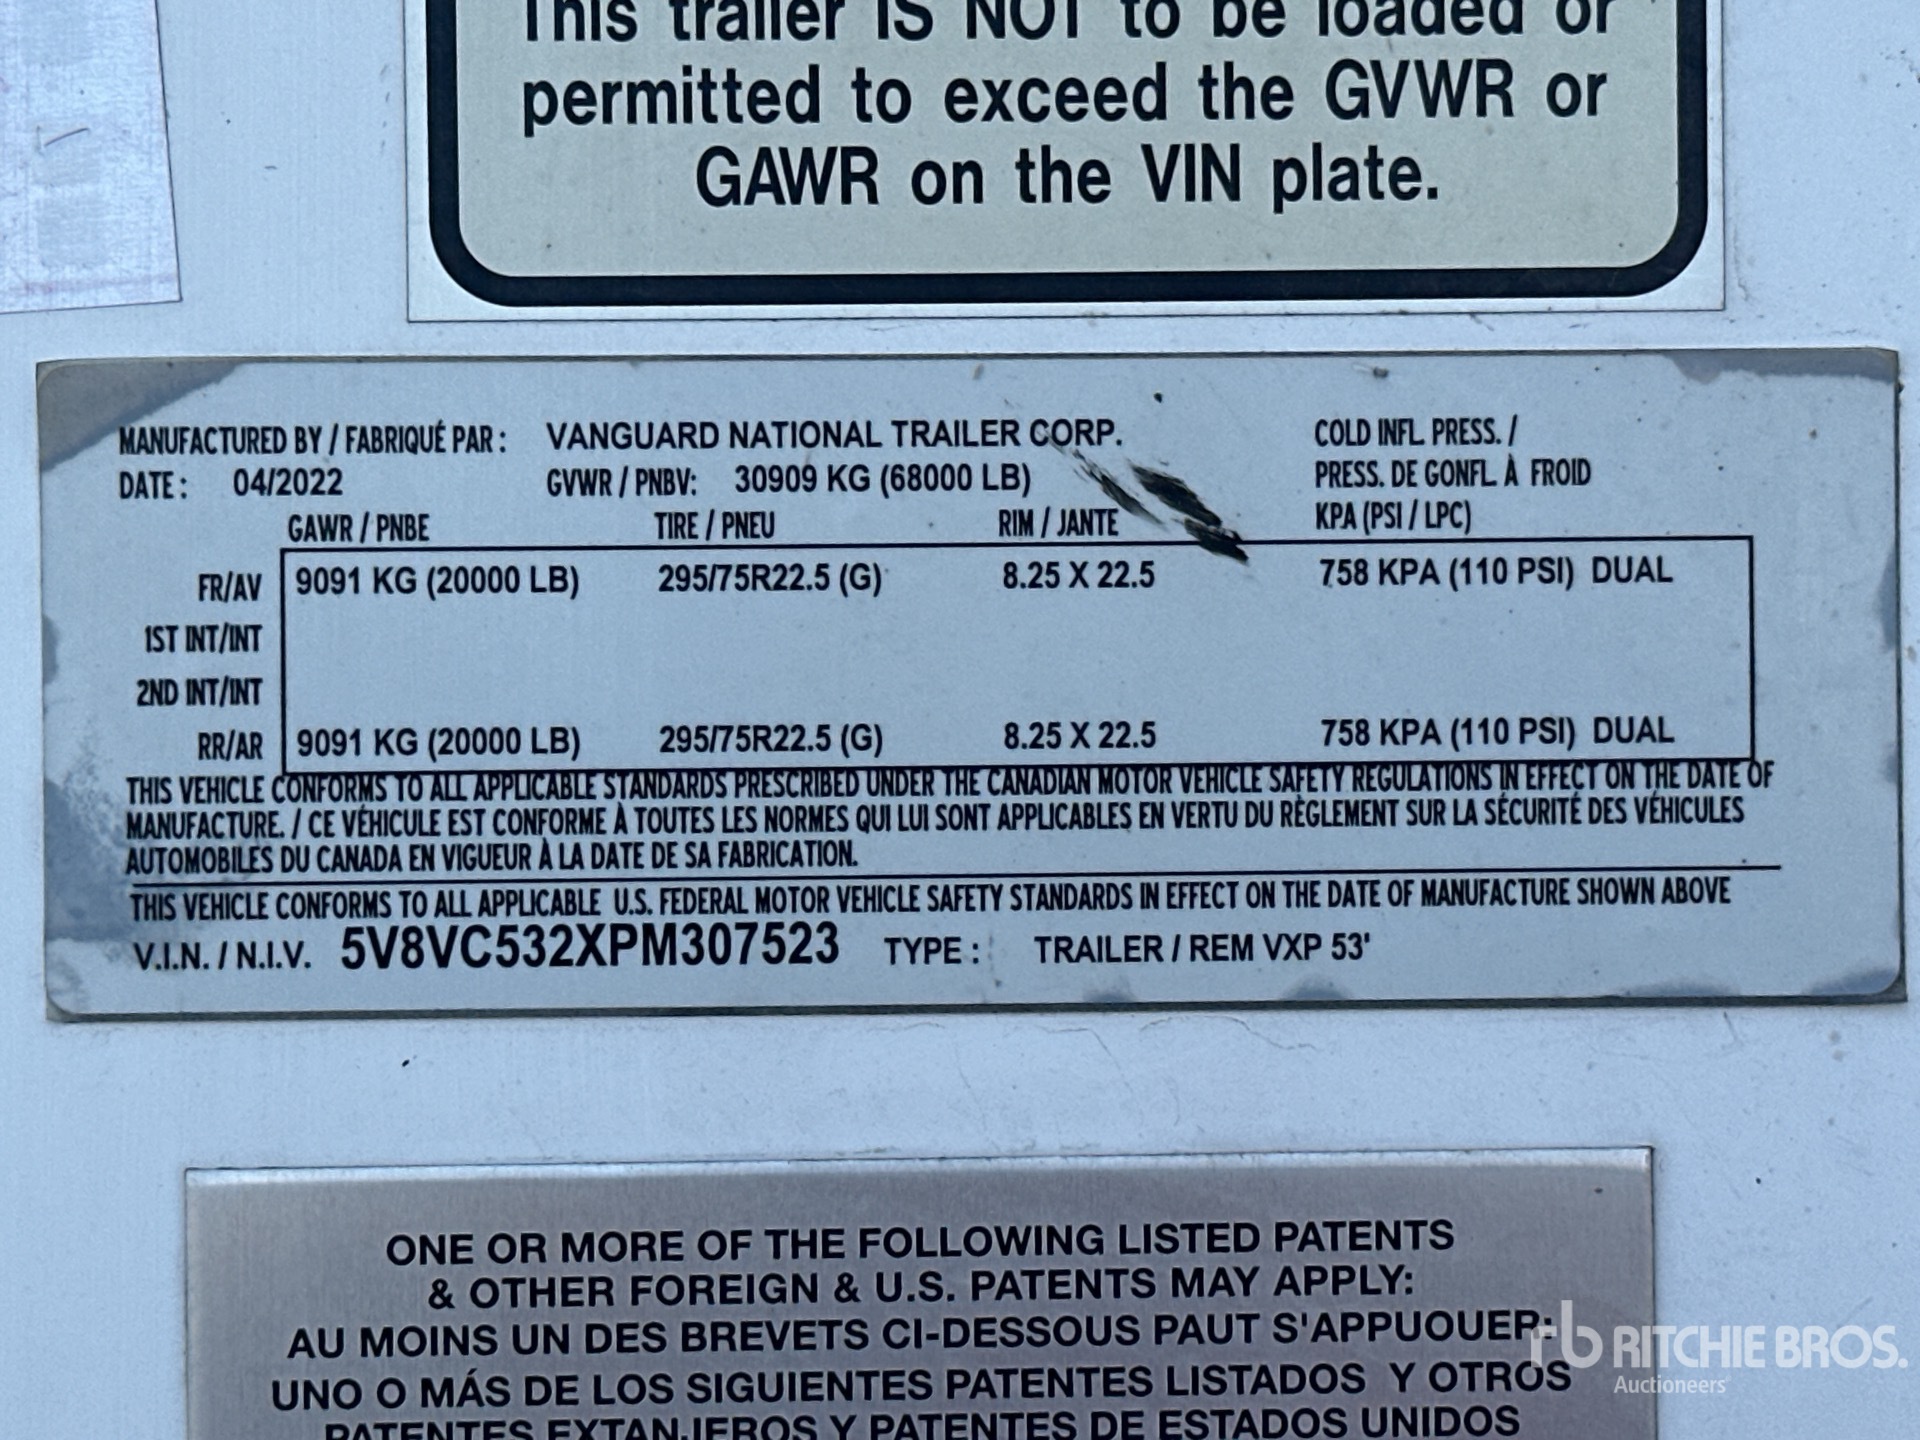 This trailer IS NOT to be loaded or
permitted to exceed the GVWR or
GAWR on the VIN plate.
MANUFACTURED BY / FABRIQUÉ PAR : VANGUARD NATIONAL TRAILER CORP.
DATE : 04/2022 GVWR / PNBV: 30909 KG (68000 LB)
COLD INFL. PRESS. /
PRESS. DE GONFL. À FROID
KPA (PSI / LPC)
GAWR / PNBE TIRE / PNEU RIM / JANTE
FR/AV 9091 KG (20000 LB) 295/75R22.5 (G) 8.25 X 22.5 758 KPA (110 PSI) DUAL
1ST INT/INT
2ND INT/INT
RR/AR 9091 KG (20000 LB) 295/75R22.5 (G) 8.25 X 22.5 758 KPA (110 PSI) DUAL
THIS VEHICLE CONFORMS TO ALL APPLICABLE STANDARDS PRESCRIBED UNDER THE CANADIAN MOTOR VEHICLE SAFETY REGULATIONS IN EFFECT ON THE DATE OF
MANUFACTURE. / CE VÉHICULE EST CONFORME À TOUTES LES NORMES QUI LUI SONT APPLICABLES EN VERTU DU RÈGLEMENT SUR LA SÉCURITÉ DES VÉHICULES
AUTOMOBILES DU CANADA EN VIGUEUR À LA DATE DE SA FABRICATION.
THIS VEHICLE CONFORMS TO ALL APPLICABLE U.S. FEDERAL MOTOR VEHICLE SAFETY STANDARDS IN EFFECT ON THE DATE OF MANUFACTURE SHOWN ABOVE
V.I.N. / N.I.V. 5V8VC532XPM307523 TYPE : TRAILER / REM VXP 53'
ONE OR MORE OF THE FOLLOWING LISTED PATENTS
& OTHER FOREIGN & U.S. PATENTS MAY APPLY:
AU MOINS UN DES BREVETS CI-DESSOUS PAUT S'APPUOUER:
UNO O MÁS DE LOS SIGUIENTES PATENTES LISTADOS Y OTROS
PATENTES EXTANJEROS Y PATENTES DE ESTADOS UNIDOS
rb RITCHIE BROS.
Auctioneers